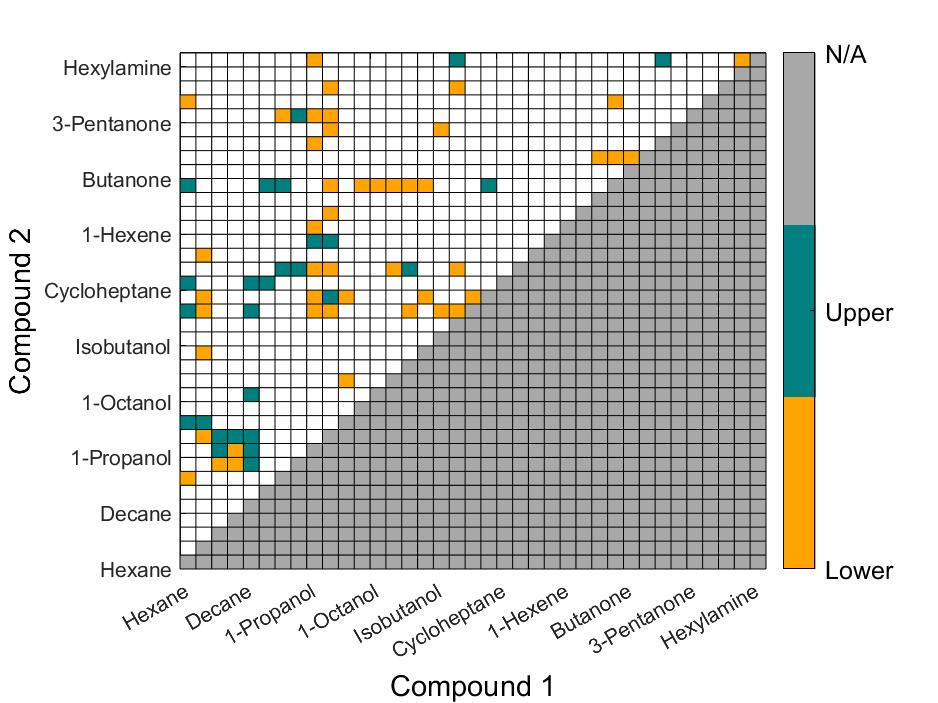 Hexylamine
3-Pentanone
Butanone
1-Hexene
Cycloheptane
Isobutanol
1-Octanol
1-Propanol
Decane
Hexane
Compound 2
Hexane
Decane
1-Propanol
1-Octanol
Isobutanol
Cycloheptane
1-Hexene
Butanone
3-Pentanone
Hexylamine
Compound 1
N/A
Upper
Lower